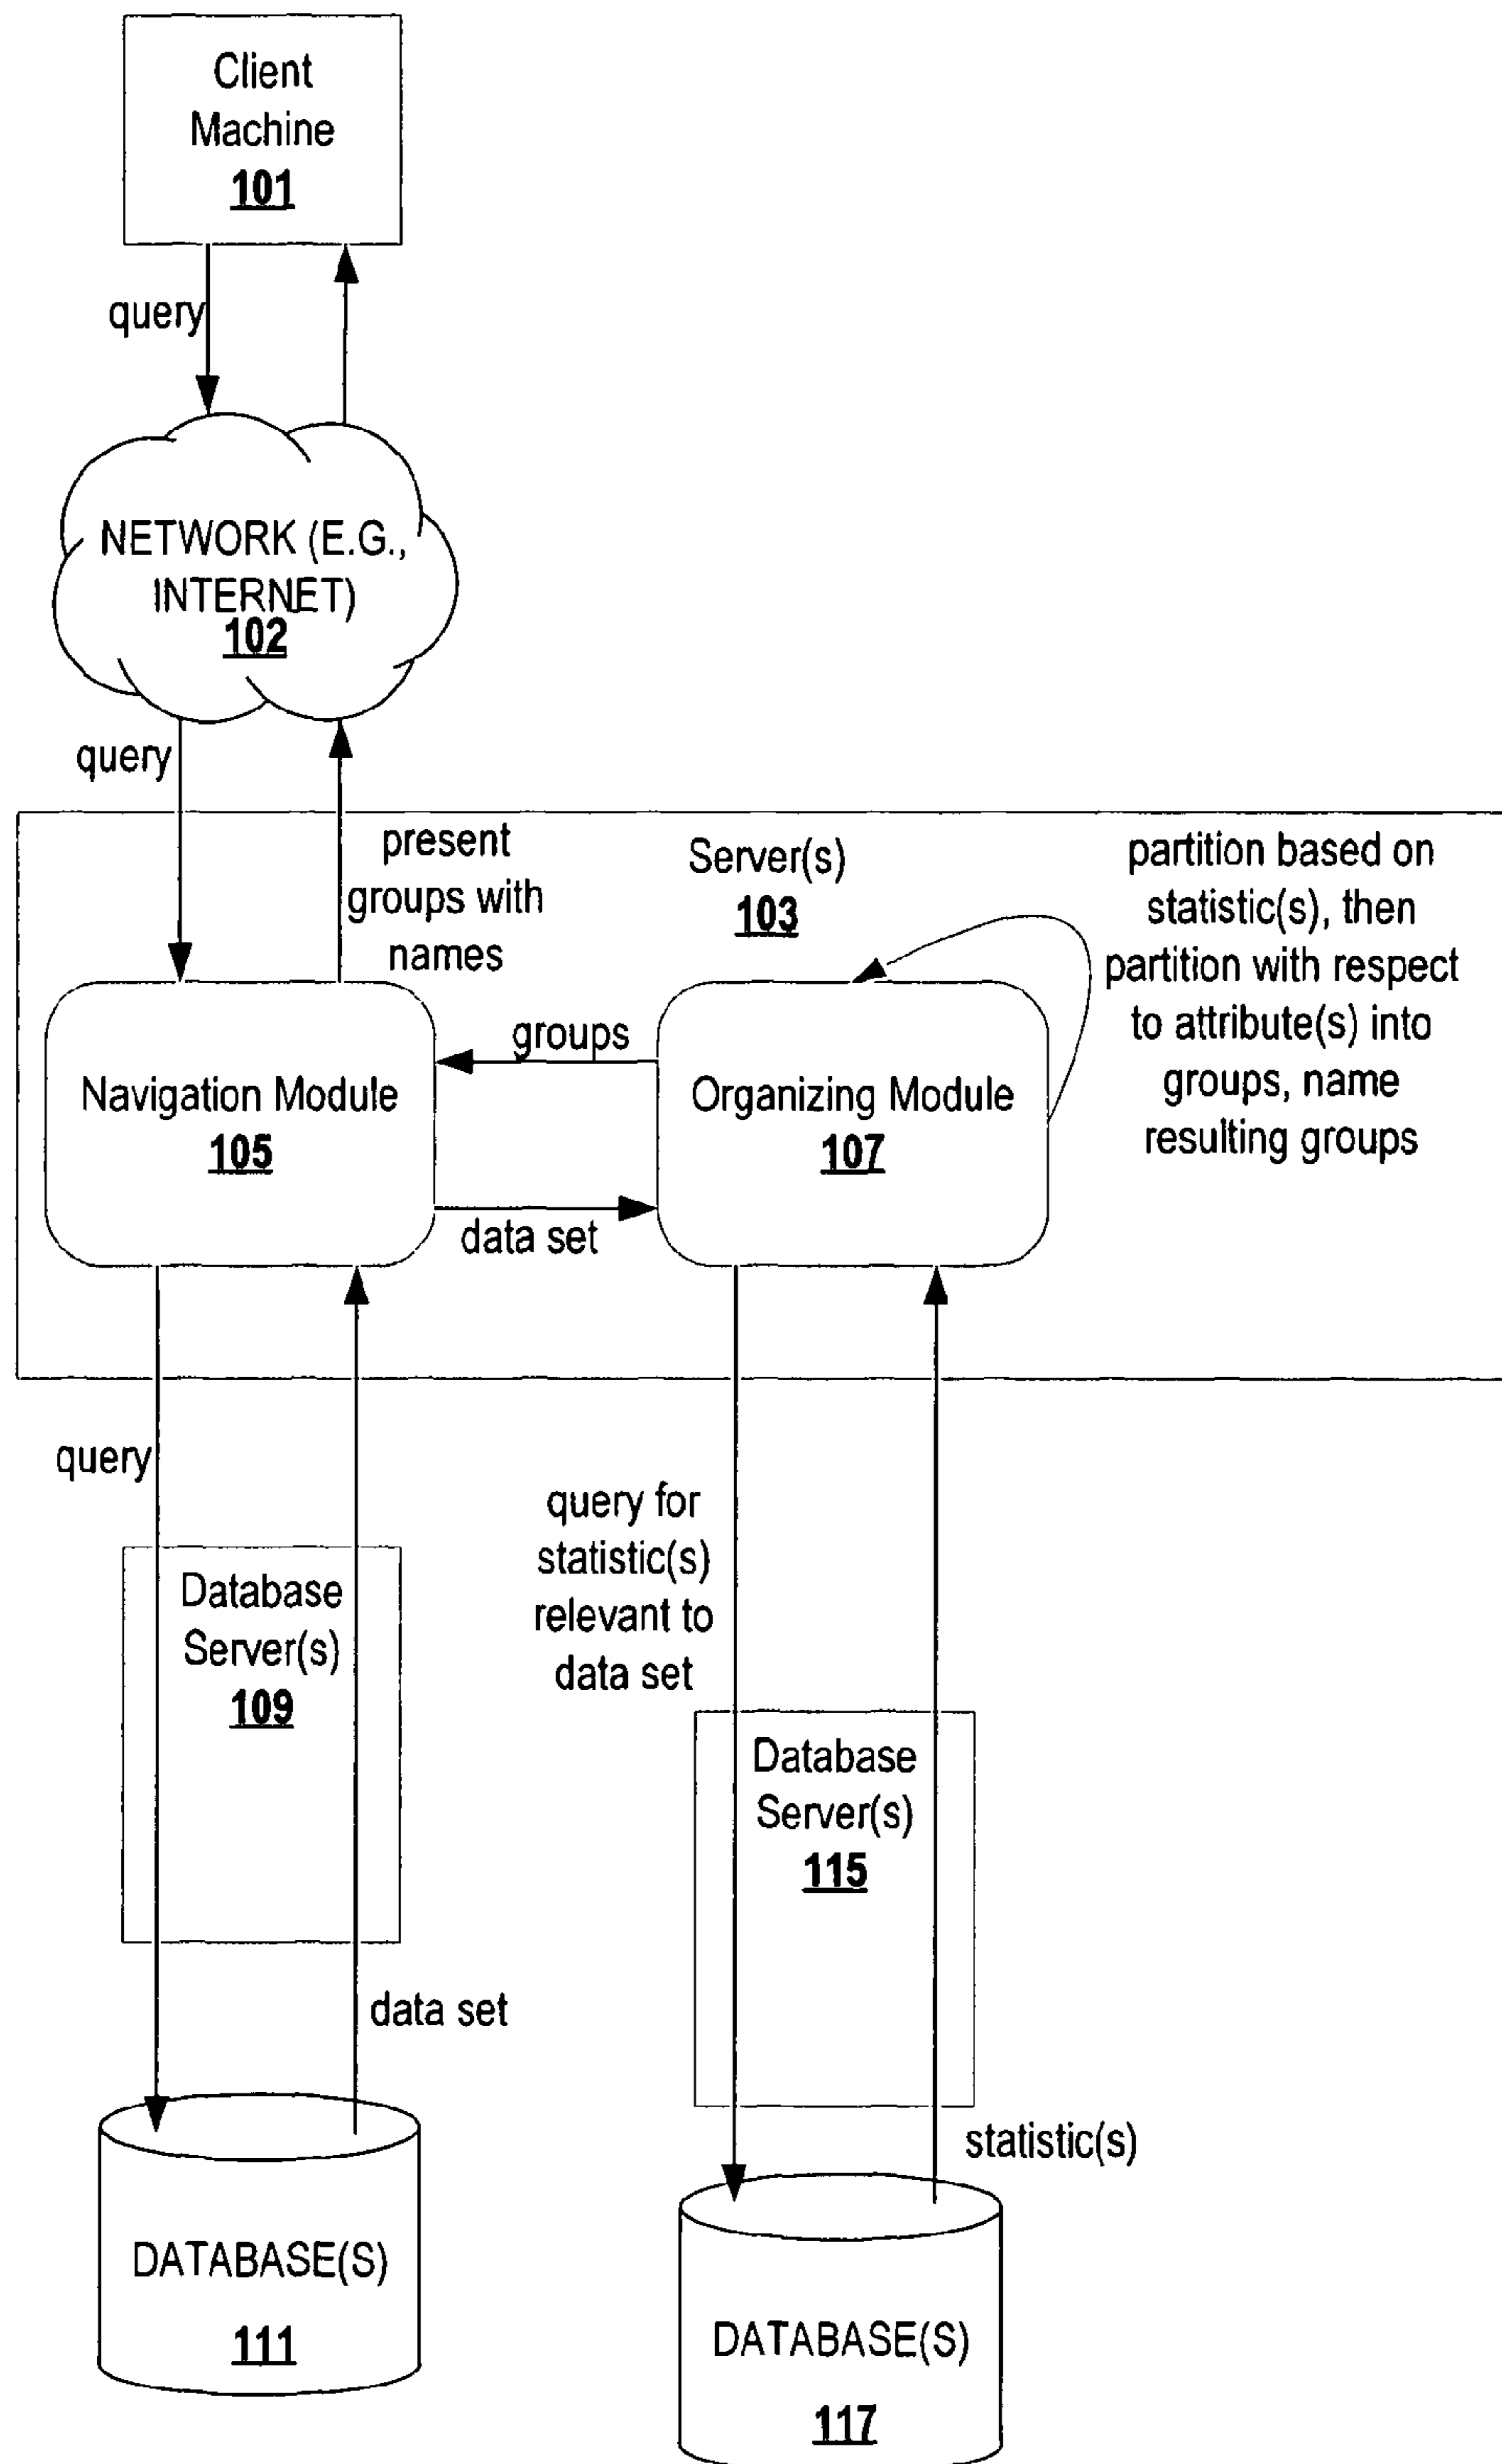 Client
Machine
101
query
NETWORK (E.G.,
INTERNET)
102
query
present
groups with
names
Server(s)
103
partition based on
statistic(s), then
partition with respect
to attribute(s) into
groups, name
resulting groups
groups
Navigation Module
105
Organizing Module
107
data set
query
query for
statistic(s)
relevant to
data set
Database
Server(s)
109
Database
Server(s)
115
data set
statistic(s)
DATABASE(S)
111
DATABASE(S)
117